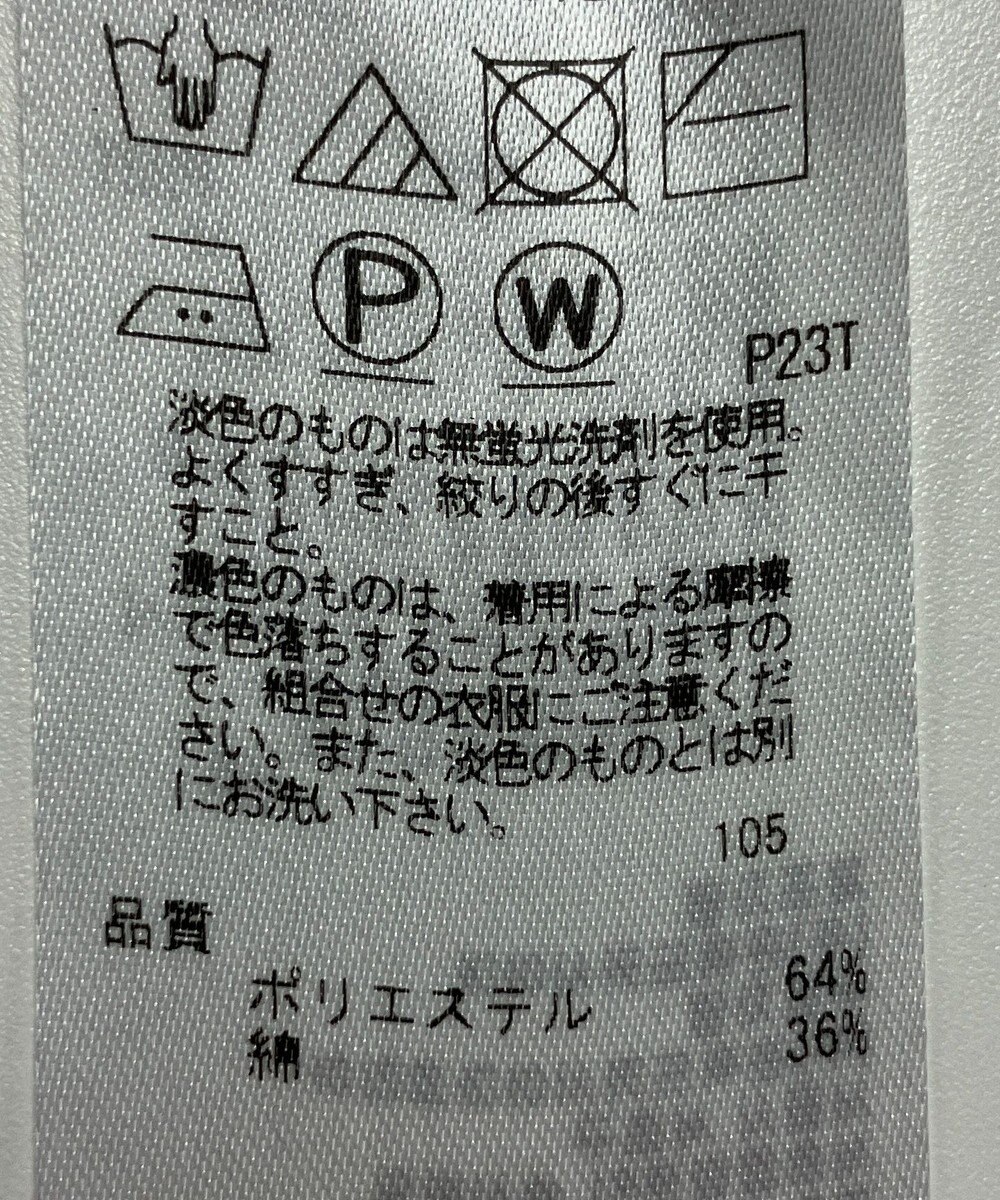 P
W
P23T
淡色のものは無蛍光洗剤を使用。
よくすすぎ、絞りの後すぐに干
すこと。
濃色のものは、着用による摩擦
で色落ちすることがありますの
で、組合せの衣服にご注意くだ
さい。また、淡色のものとは別
にお洗い下さい。
105
品質
ポリエステル 64%
綿 36%